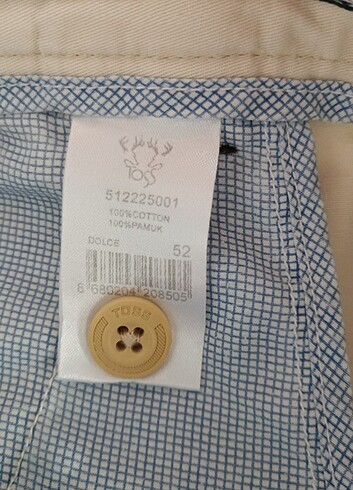 TOSS
512225001
100%COTTON
100%PAMUK
DOLCE 52
8 680204 208505
TOSS